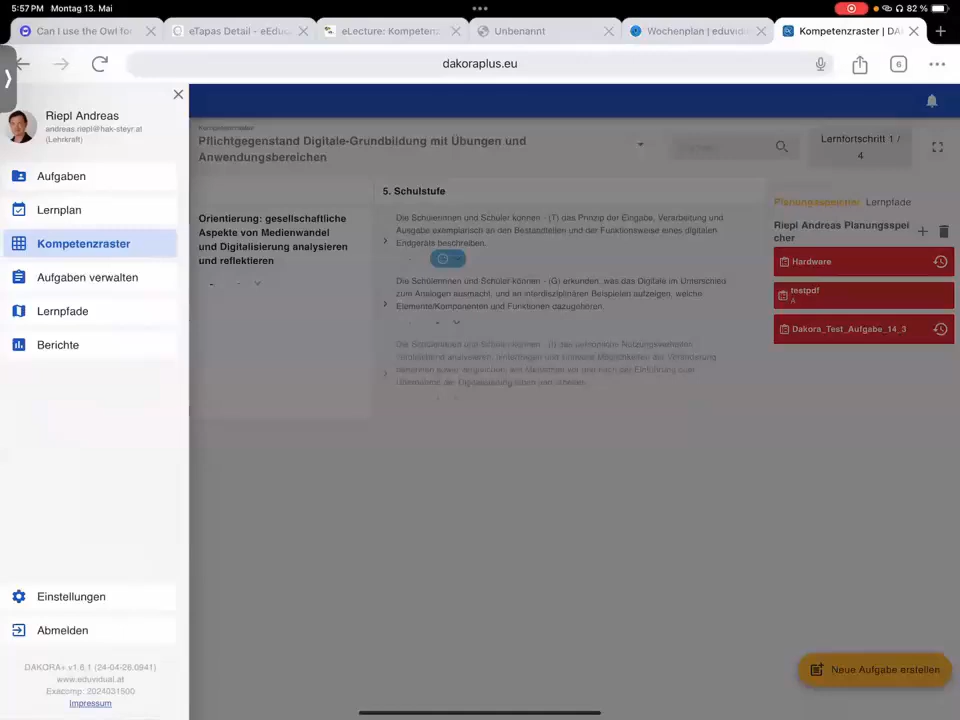 5:57 PM Montag 13. Mai
82 %
Can I use the Owl fo
eTapas Detail - eEduc
eLecture: Kompetenz
Unbenannt
Wochenplan | eduvidu
Kompetenzraster | DA
dakoraplus.eu
6
Riepl Andreas
andreas.riepl@hak-steyr.at
(Lehrkraft)
Aufgaben
Lernplan
Kompetenzraster
Aufgaben verwalten
Lernpfade
Berichte
Einstellungen
Abmelden
DAKORA+.v1.6.1 (24-04-26.0941)
www.eduvidual.at
Exacomp: 2024031500
Impressum
Kompetenzraster
Pflichtgegenstand Digitale-Grundbildung mit Übungen und
Anwendungsbereichen
Lernfortschritt 1 /
4
5. Schulstufe
Orientierung: gesellschaftliche
Aspekte von Medienwandel
und Digitalisierung analysieren
und reflektieren
Die Schülerinnen und Schüler können - (T) das Prinzip der Eingabe, Verarbeitung und
Ausgabe exemplarisch an den Bestandteilen und der Funktionsweise eines digitalen
Endgeräts beschreiben.
Die Schülerinnen und Schüler können - (G) erkunden, was das Digitale im Unterschied
zum Analogen ausmacht, und an interdisziplinären Beispielen aufzeigen, welche
Elemente/Komponenten und Funktionen dazugehören.
Die Schülerinnen und Schüler können - (I)
Planungsspeicher Lernpfade
Riepl Andreas Planungsspei
cher
Hardware
testpdf
A
Dakora_Test_Aufgabe_14_3
Neue Aufgabe erstellen